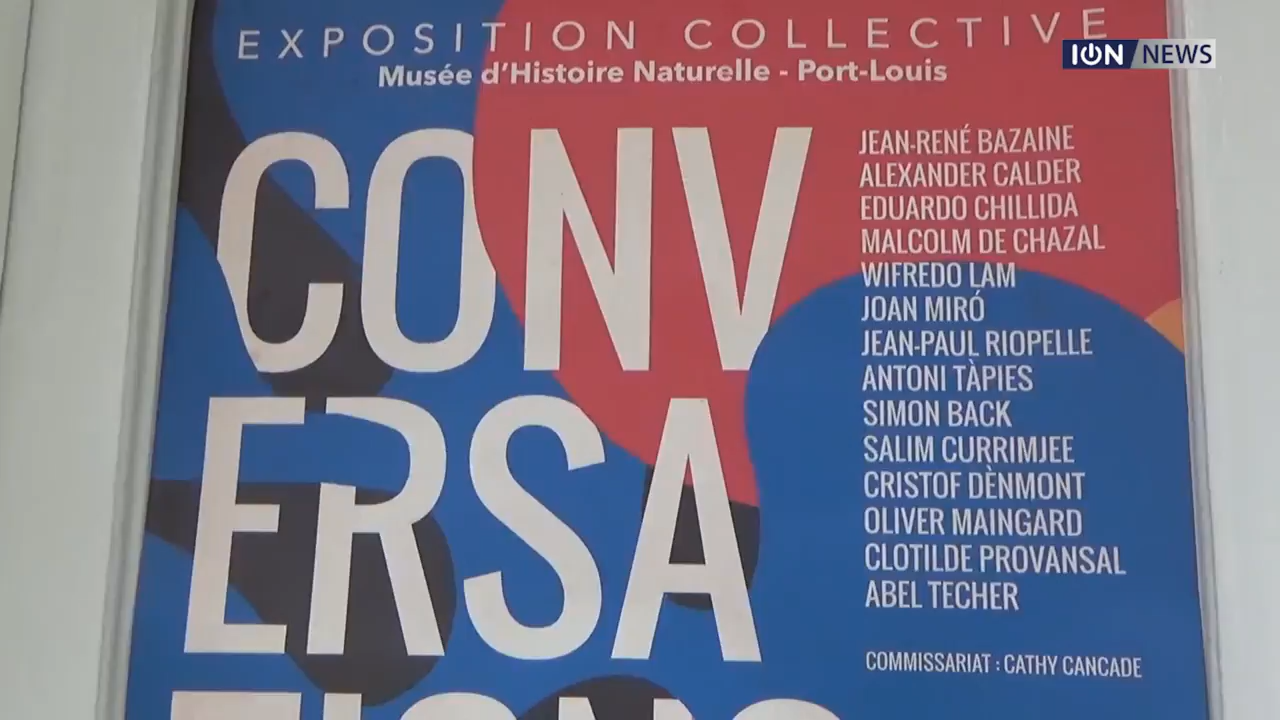 EXPOSITION COLLECTIVE
ION NEWS
Musée d'Histoire Naturelle - Port-Louis
CONV
ERSA
TIONS
JEAN-RENÉ BAZAINE
ALEXANDER CALDER
EDUARDO CHILLIDA
MALCOLM DE CHAZAL
WIFREDO LAM
JOAN MIRÓ
JEAN-PAUL RIOPELLE
ANTONI TÀPIES
SIMON BACK
SALIM CURRIMJEE
CRISTOF DÈNMONT
OLIVER MAINGARD
CLOTILDE PROVANSAL
ABEL TECHER
COMMISSARIAT : CATHY CANCADE